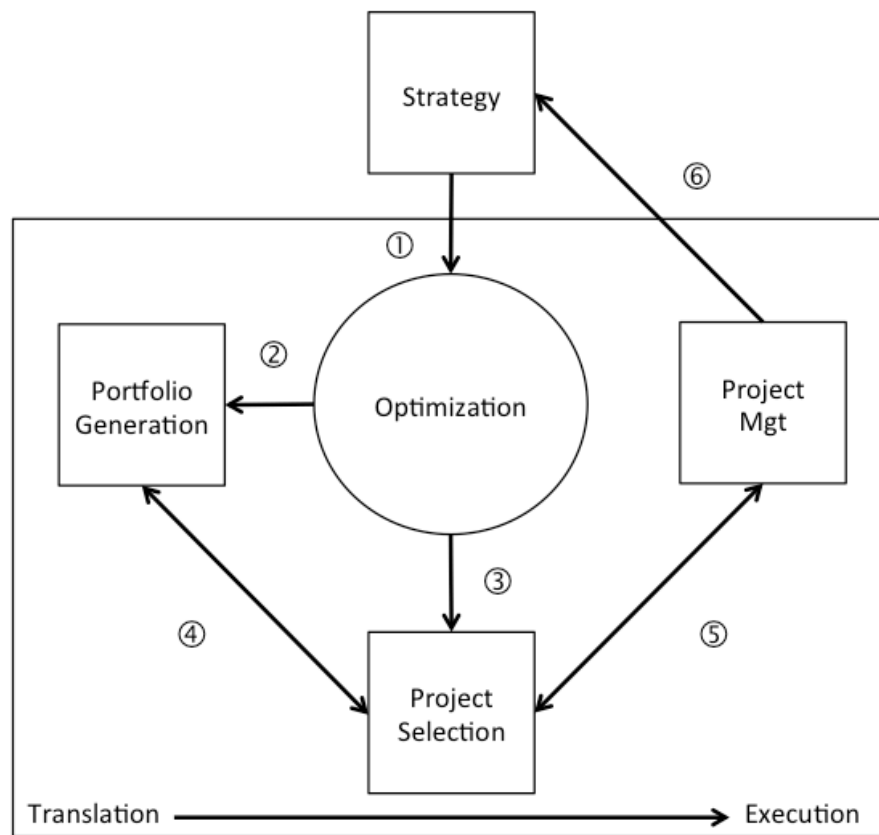 Strategy
⑥
①
②
Portfolio
Generation
Optimization
Project
Mgt
③
④
⑤
Project
Selection
Translation
Execution